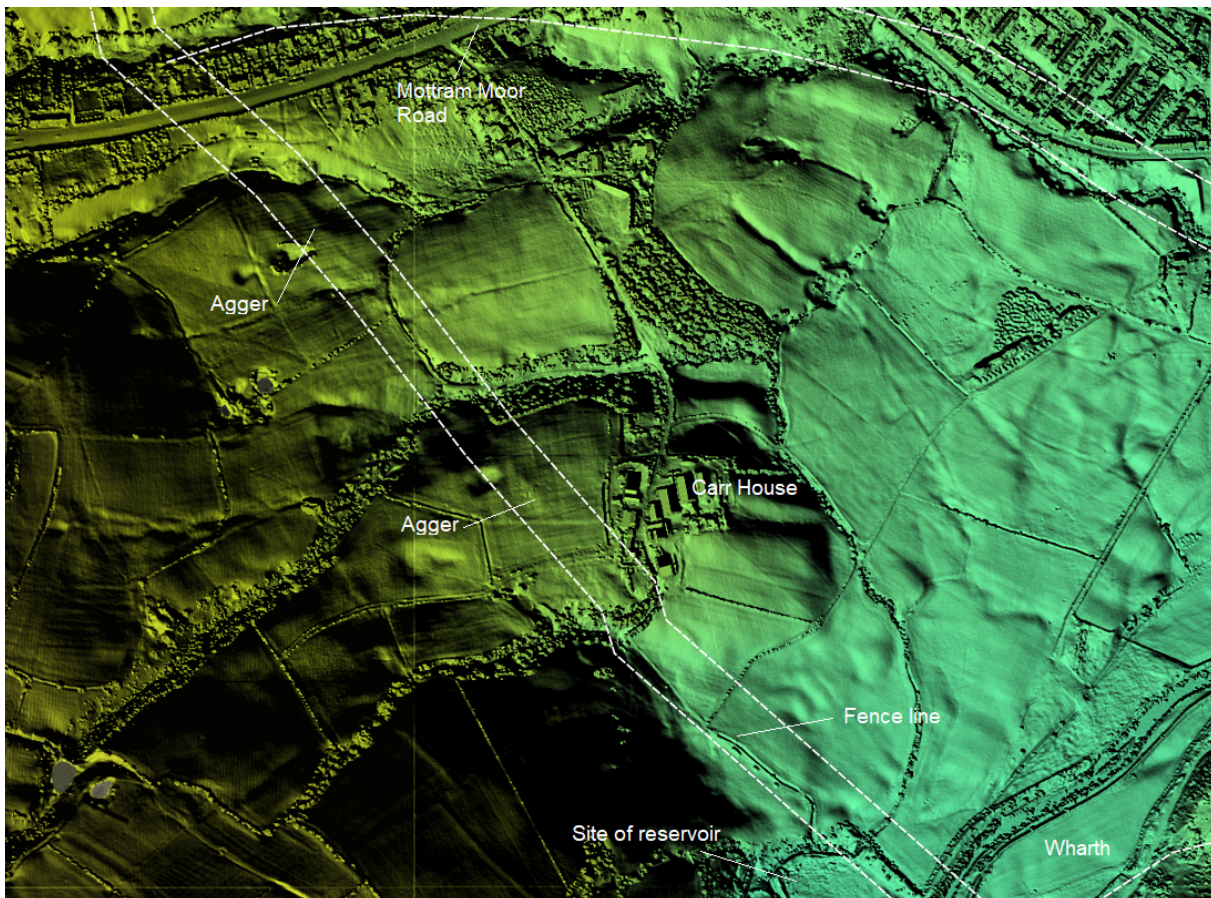 Mottram Moor
Road
Agger
Carr House
Agger
Fence line
Site of reservoir
Wharth